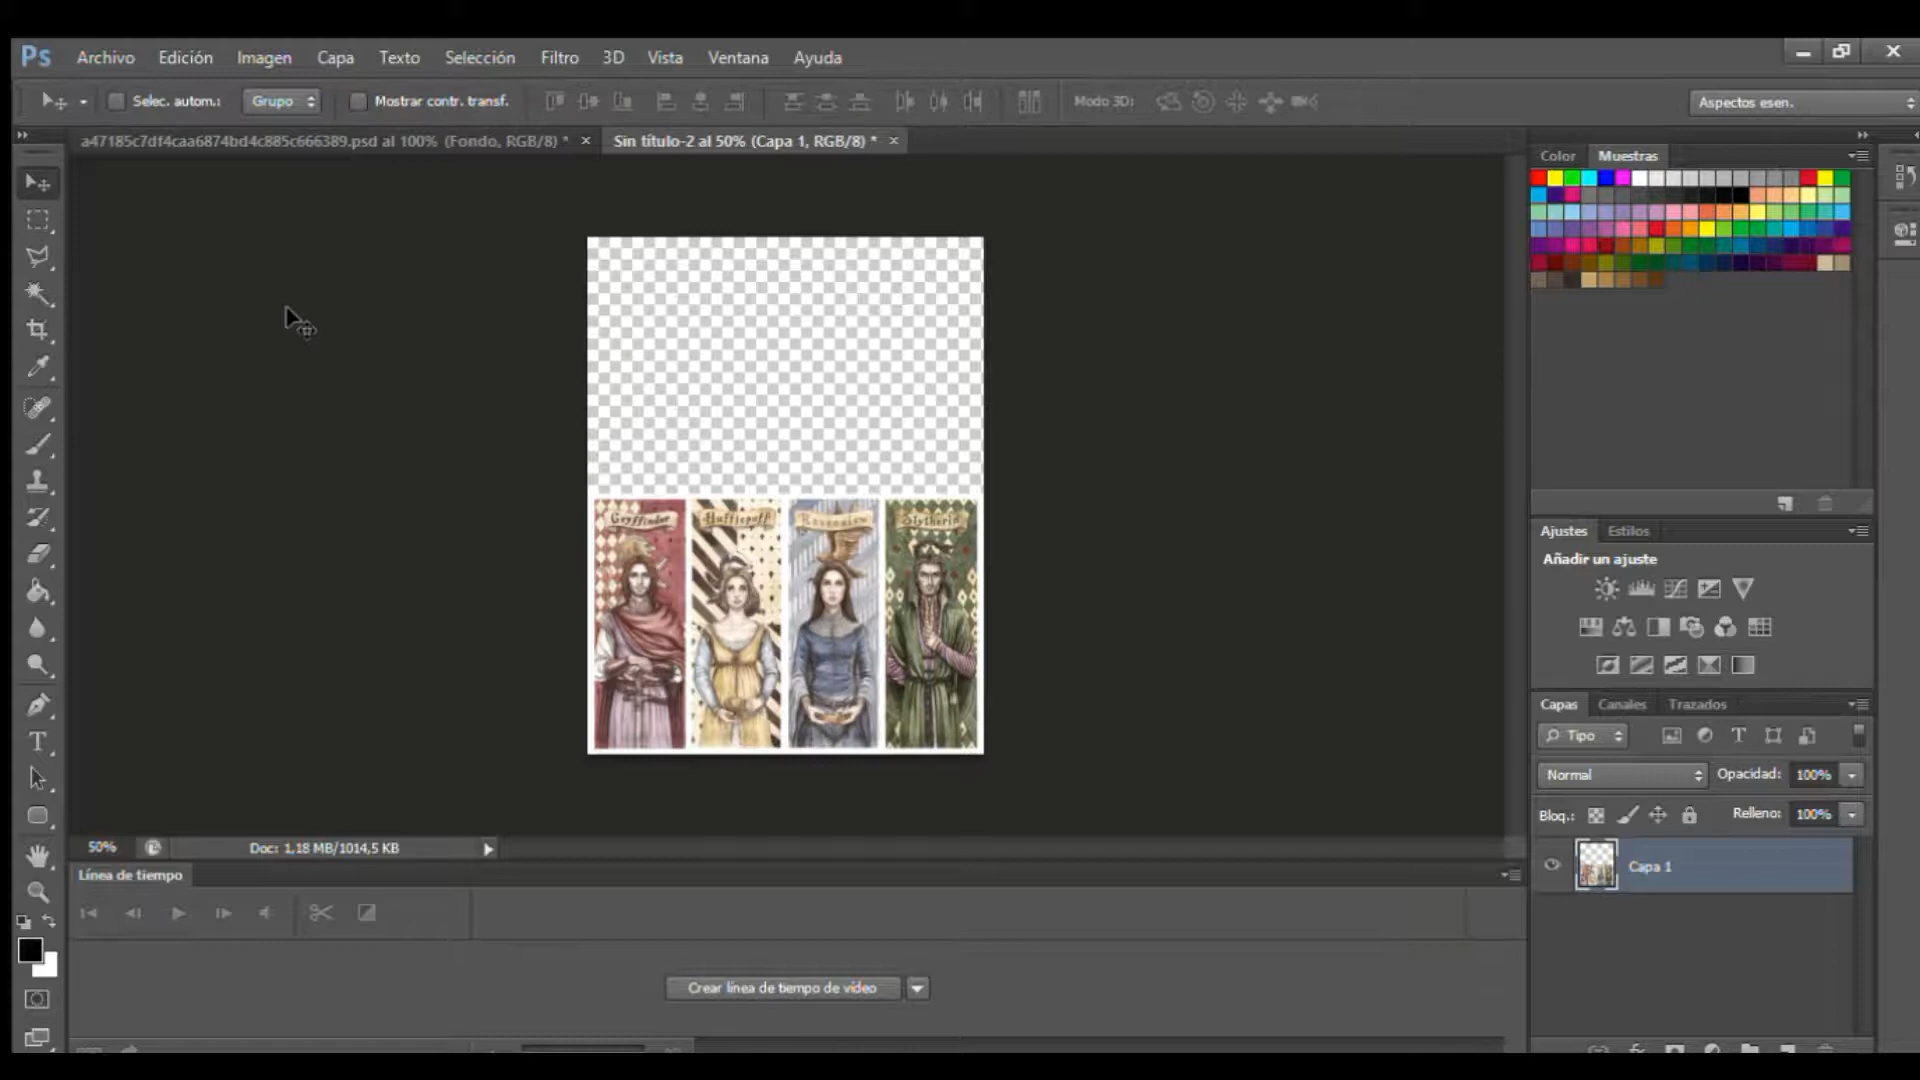 Ps Archivo Edición Imagen Capa Texto Selección Filtro 3D Vista Ventana Ayuda
Selec. autom.: Grupo Mostrar contr. transf. Modo 3D: Aspectos esen.
a47185c7df4caa6874bd4c885c666389.psd al 100% (Fondo, RGB/8) * × Sin título-2 al 50% (Capa 1, RGB/8) * ×
Color Muestras
Gryffindor Hufflepuff Ravenclaw Slytherin
Ajustes Estilos
Añadir un ajuste
Capas Canales Trazados
Tipo
Normal Opacidad: 100%
Bloq.: Relleno: 100%
Capa 1
50% Doc: 1,18 MB/1014,5 KB
Línea de tiempo
Crear línea de tiempo de vídeo